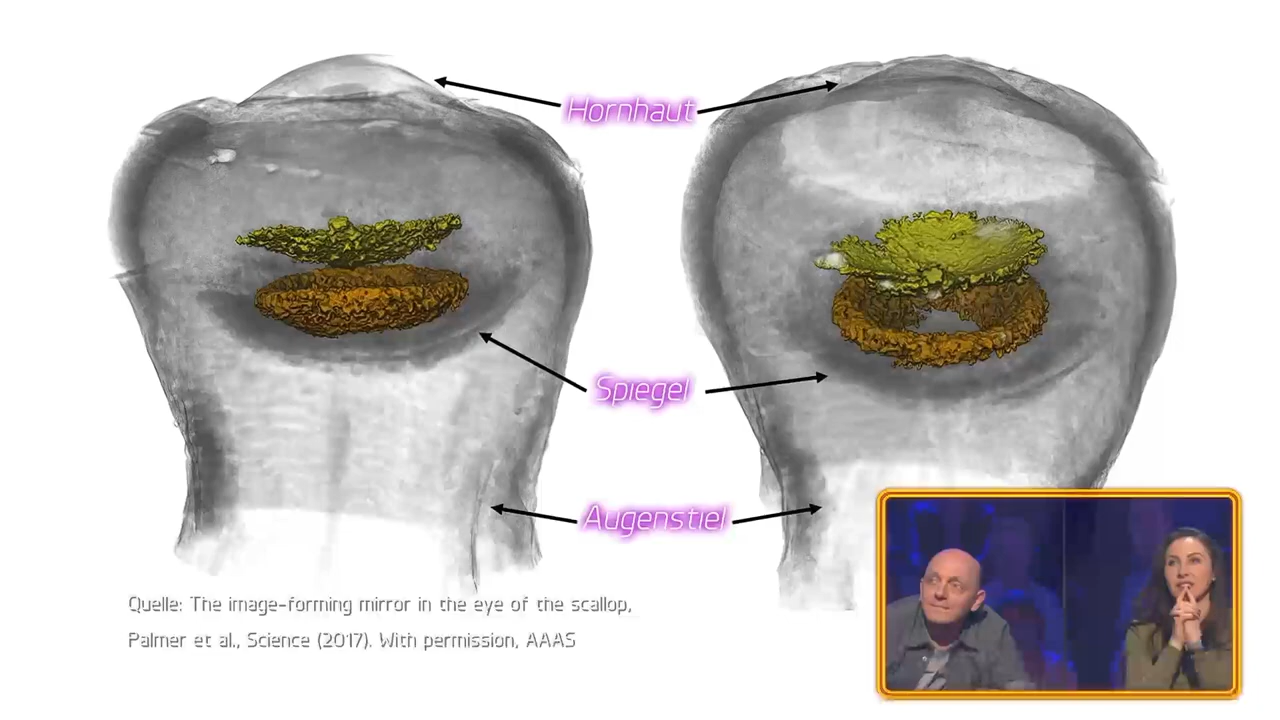 Hornhaut
Spiegel
Augenstiel
Quelle: The image-forming mirror in the eye of the scallop,
Palmer et al., Science (2017). With permission, AAAS